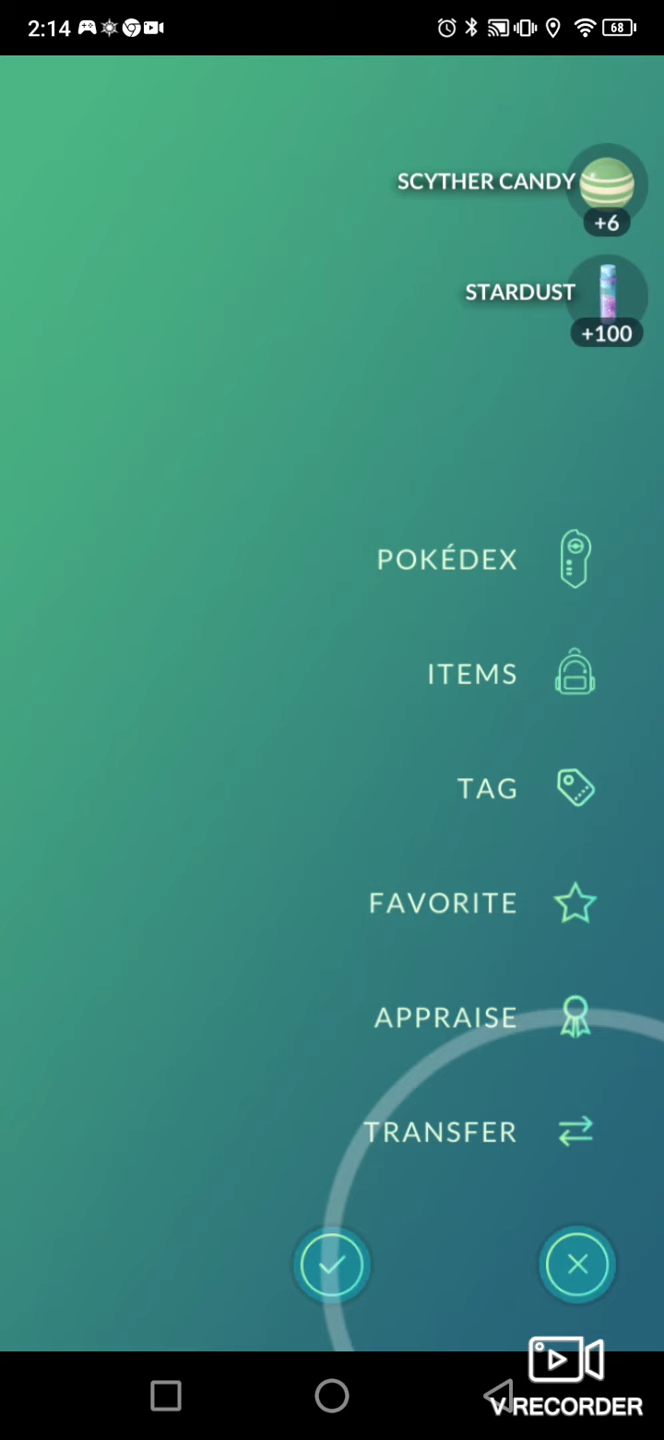 2:14
68
SCYTHER CANDY
+6
STARDUST
+100
POKÉDEX
ITEMS
TAG
FAVORITE
APPRAISE
TRANSFER
V RECORDER